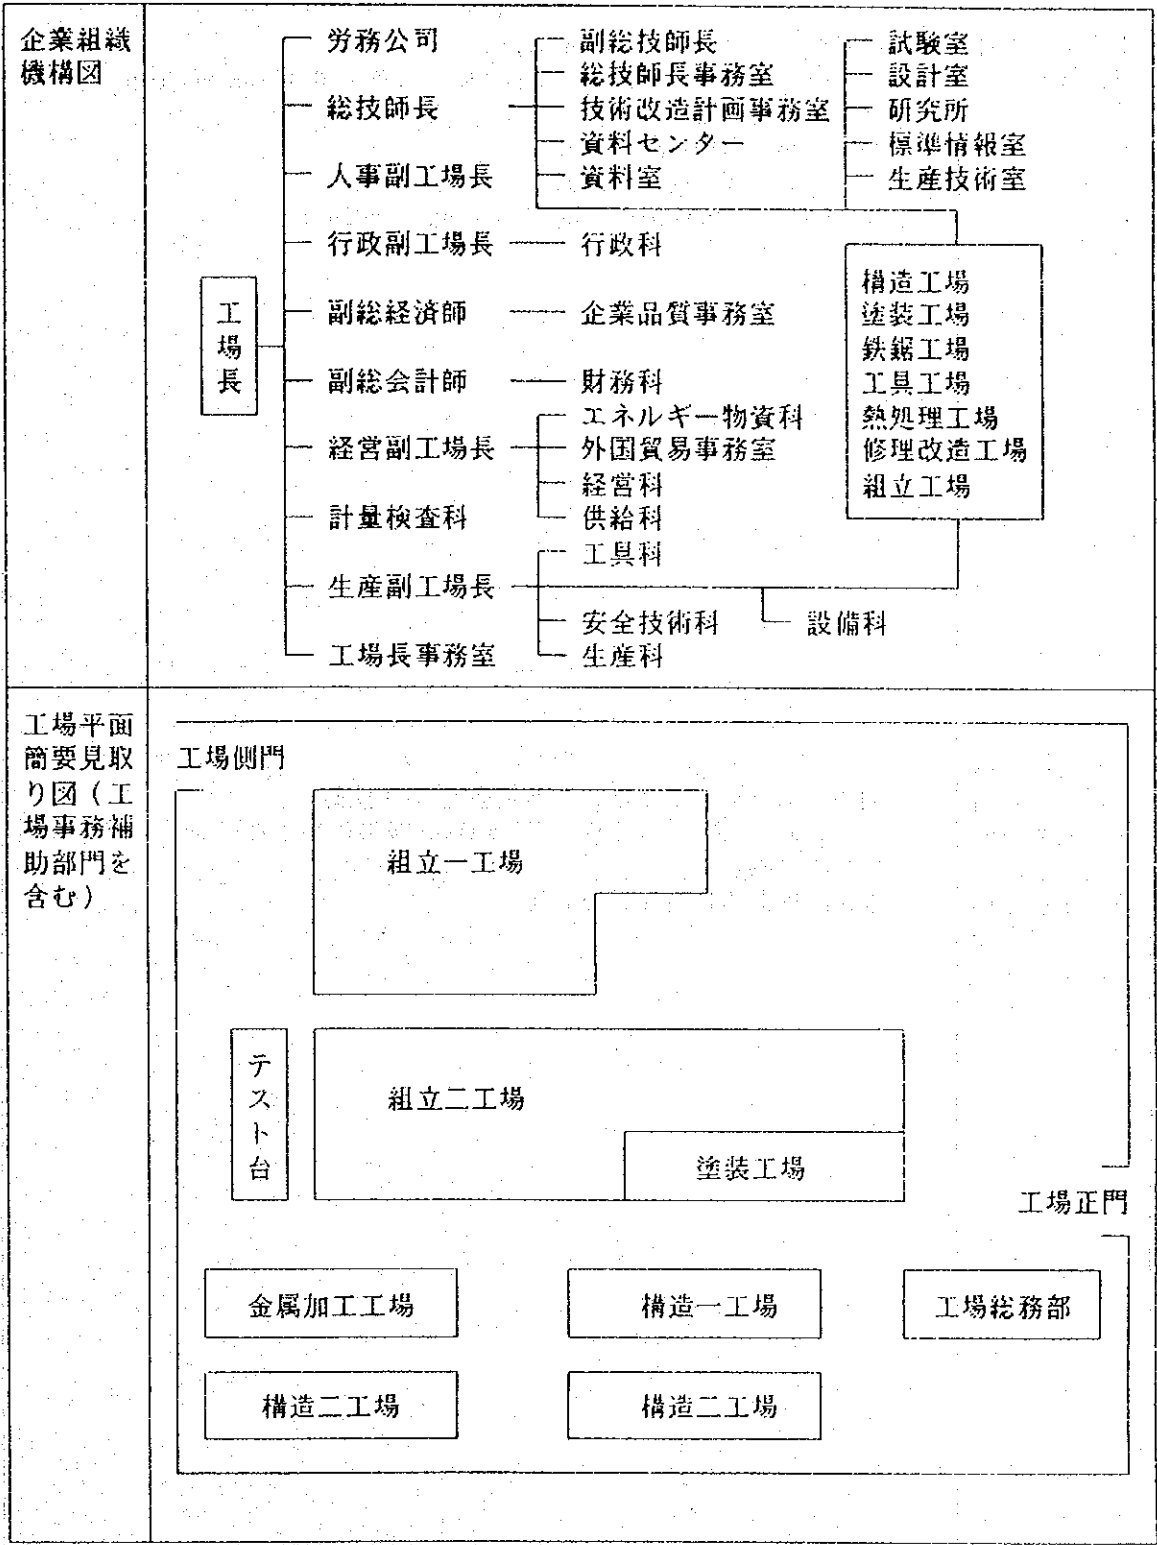 企業組織
機構図
工場長
労務公司
総技師長
人事副工場長
行政副工場長
副総経済師
副総会計師
経営副工場長
計量検査科
生産副工場長
工場長事務室
副総技師長
総技師長事務室
技術改造計画事務室
資料センター
資料室
行政科
企業品質事務室
財務科
エネルギー物資科
外国貿易事務室
経営科
供給科
工具科
安全技術科
生産科
設備科
試験室
設計室
研究所
標準情報室
生産技術室
構造工場
塗装工場
鉄鋸工場
工具工場
熱処理工場
修理改造工場
組立工場
工場平面
簡要見取
り図（工
場事務補
助部門を
含む）
工場側門
組立一工場
テスト台
組立二工場
塗装工場
工場正門
金属加工工場
構造一工場
工場総務部
構造二工場
構造二工場